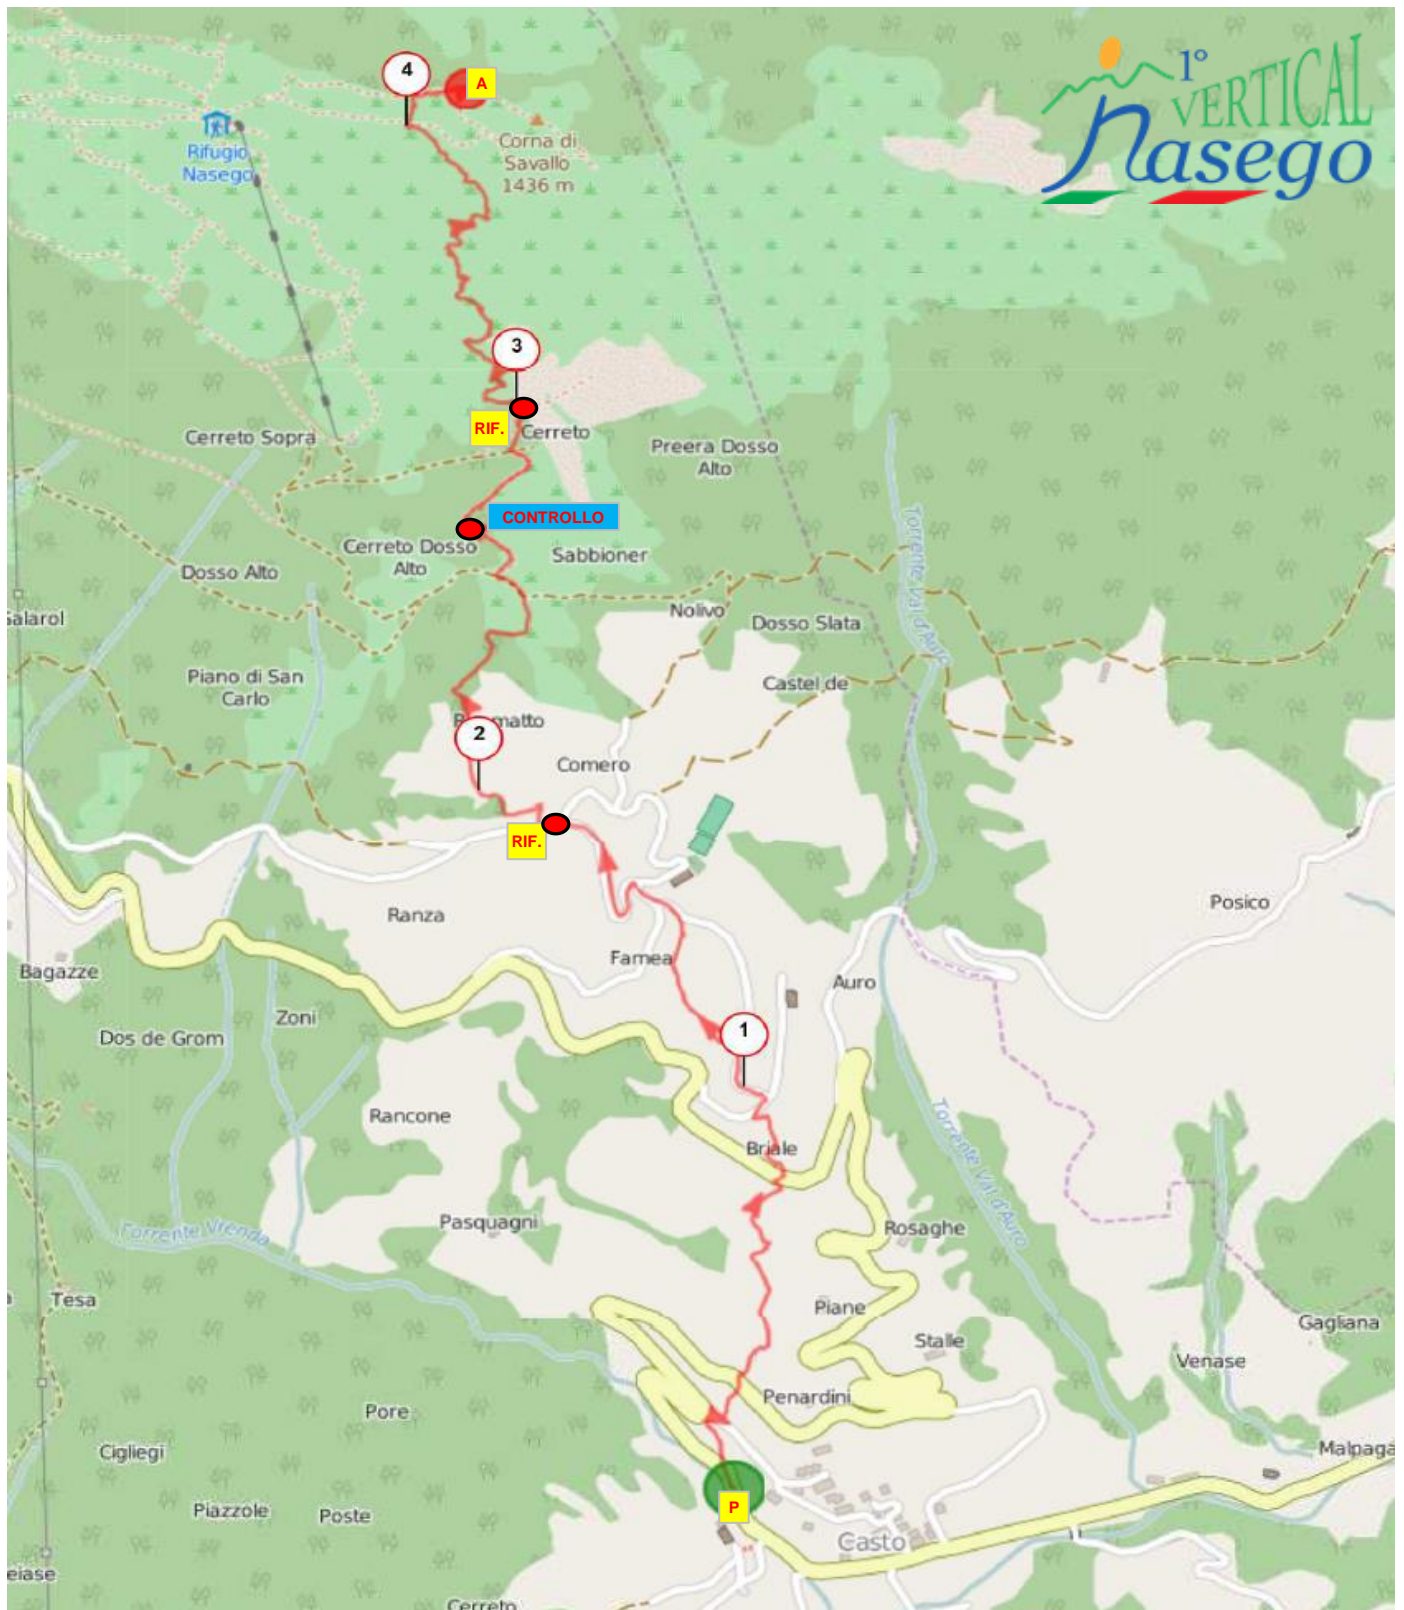 1°
VERTICAL
Nasego
4
A
Corna di
Savallo
1436 m
Rifugio
Nasego
3
RIF.
Cerreto
Cerreto Sopra
Preera Dosso
Alto
CONTROLLO
Torrente Val d'Auro
Cerreto Dosso
Alto
Sabbioner
Dosso Alto
Nolivo
Dosso Slata
Salarol
Piano di San
Carlo
Castel de
matto
2
Comero
RIF.
Ranza
Posico
Famea
Bagazze
Auro
Zoni
1
Dos de Grom
Rancone
Torrente Val d'Auro
Briale
Pasquagni
Rosaghe
Torrente Vrenda
Tesa
Piane
Gagliana
Stalle
Venase
Penardini
Pore
Cigliegi
Malpaga
Piazzole
Poste
P
Casto
eiase
Cerreto